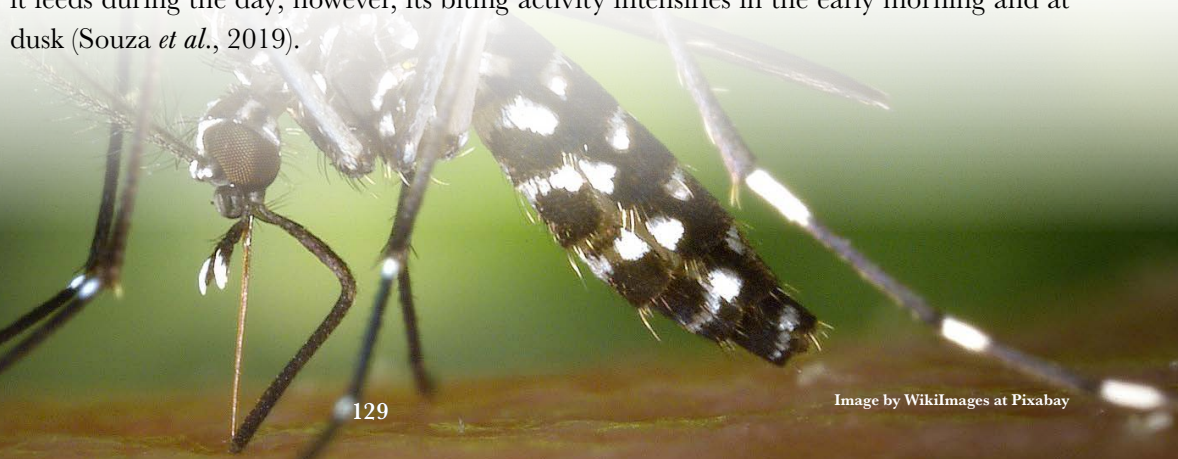 it feeds during the day; however, its biting activity intensifies in the early morning and at
dusk (Souza et al., 2019).
129
Image by WikiImages at Pixabay